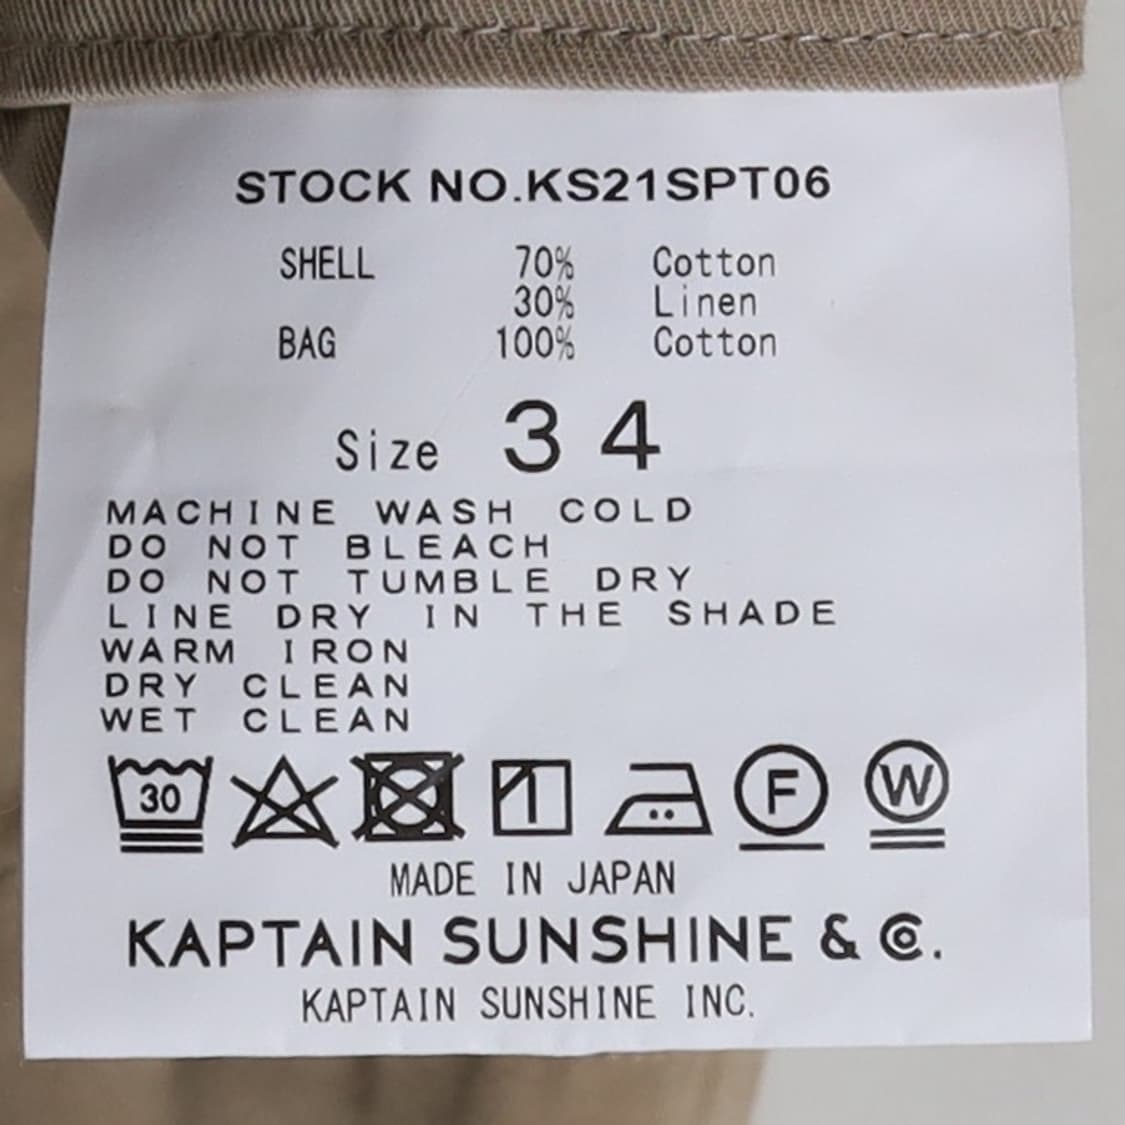 STOCK NO.KS21SPT06
SHELL 70% Cotton
30% Linen
BAG 100% Cotton
Size 34
MACHINE WASH COLD
DO NOT BLEACH
DO NOT TUMBLE DRY
LINE DRY IN THE SHADE
WARM IRON
DRY CLEAN
WET CLEAN
30 F W
MADE IN JAPAN
KAPTAIN SUNSHINE & Co.
KAPTAIN SUNSHINE INC.